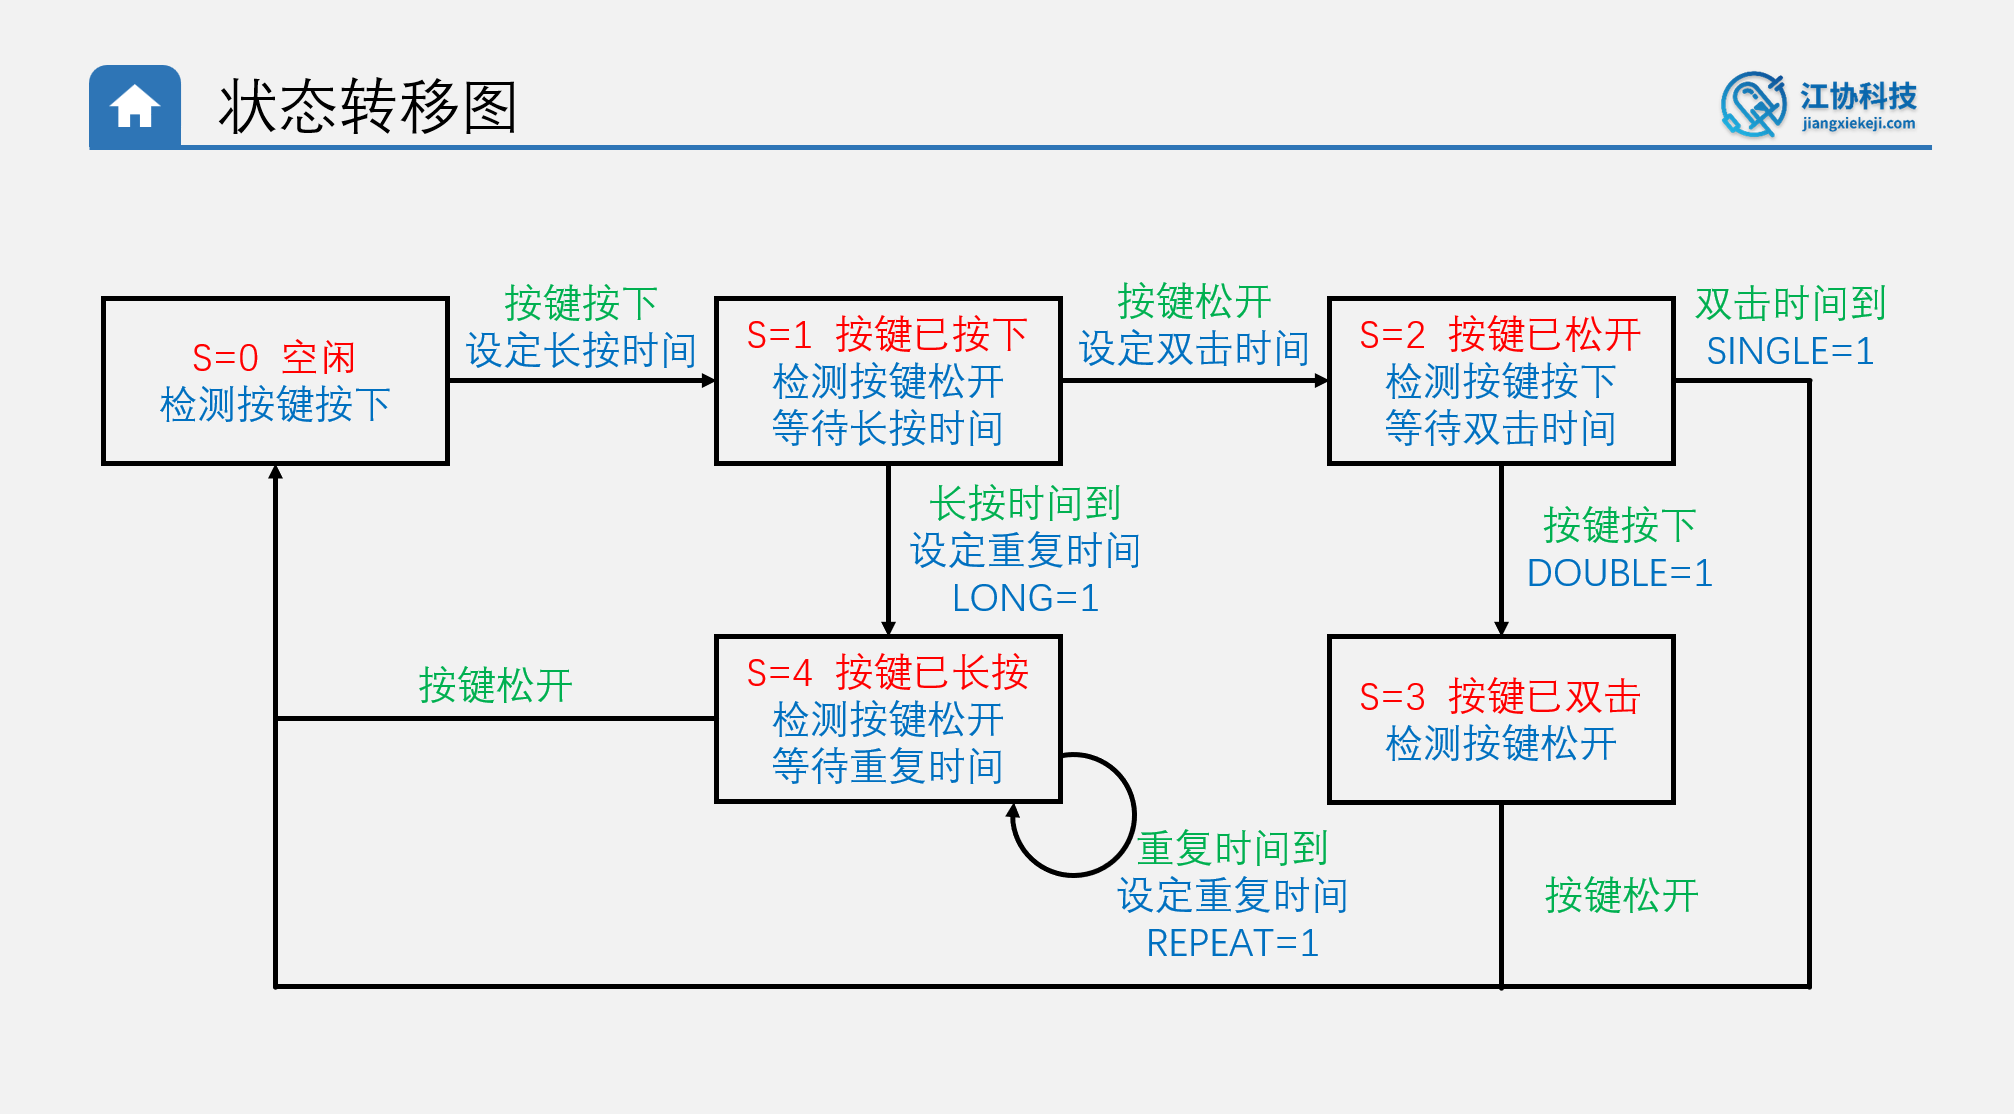 状态转移图
江协科技
jiangxiekeji.com
S=0 空闲
检测按键按下
按键按下
设定长按时间
S=1 按键已按下
检测按键松开
等待长按时间
按键松开
设定双击时间
S=2 按键已松开
检测按键按下
等待双击时间
双击时间到
SINGLE=1
长按时间到
设定重复时间
LONG=1
按键按下
DOUBLE=1
按键松开
S=4 按键已长按
检测按键松开
等待重复时间
S=3 按键已双击
检测按键松开
重复时间到
设定重复时间
REPEAT=1
按键松开